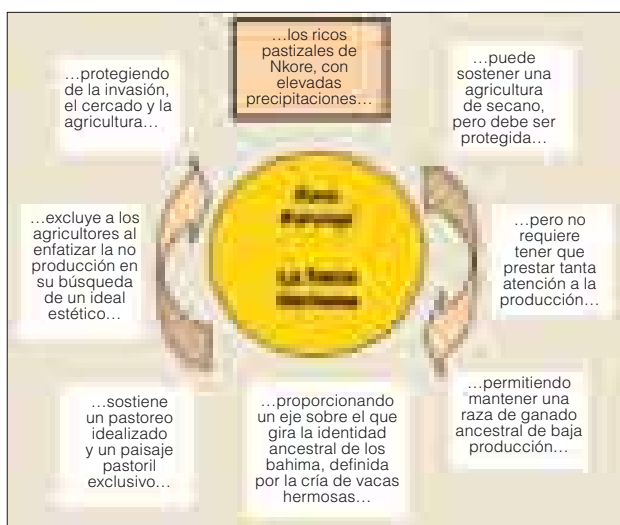 …los ricos
pastizales de
Nkore, con
elevadas
precipitaciones…
…puede
sostener una
agricultura
de secano,
pero debe ser
protegida…
…pero no
requiere
tener que
prestar tanta
atención a la
producción…
…permitiendo
mantener una
raza de ganado
ancestral de baja
producción…
…proporcionando
un eje sobre el que
gira la identidad
ancestral de los
bahima, definida
por la cría de vacas
hermosas…
…sostiene
un pastoreo
idealizado
y un paisaje
pastoril
exclusivo…
…excluye a los
agricultores al
enfatizar la no
producción en
su búsqueda
de un ideal
estético…
…protegiendo
de la invasión,
el cercado y la
agricultura…
La